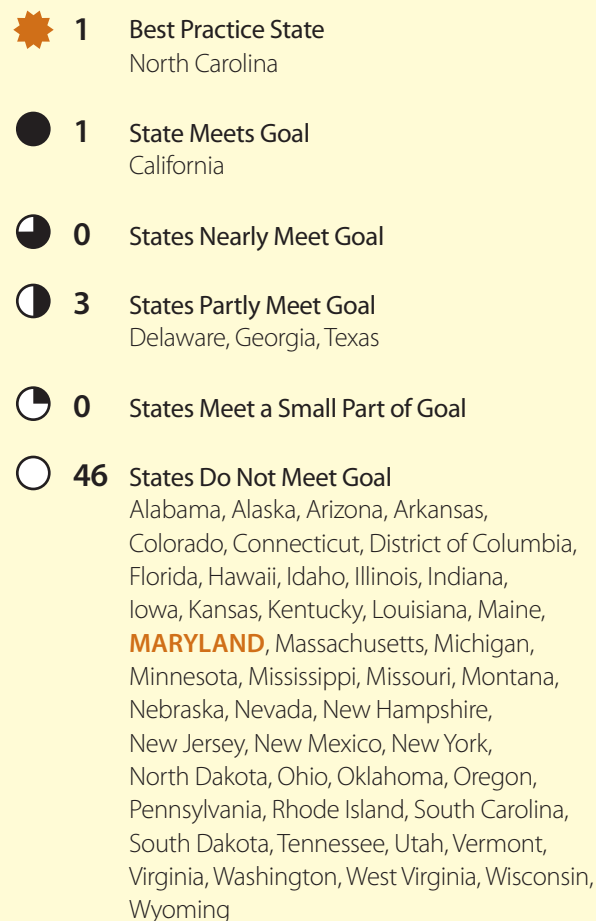 1 Best Practice State
North Carolina
1 State Meets Goal
California
0 States Nearly Meet Goal
3 States Partly Meet Goal
Delaware, Georgia, Texas
0 States Meet a Small Part of Goal
46 States Do Not Meet Goal
Alabama, Alaska, Arizona, Arkansas,
Colorado, Connecticut, District of Columbia,
Florida, Hawaii, Idaho, Illinois, Indiana,
Iowa, Kansas, Kentucky, Louisiana, Maine,
MARYLAND, Massachusetts, Michigan,
Minnesota, Mississippi, Missouri, Montana,
Nebraska, Nevada, New Hampshire,
New Jersey, New Mexico, New York,
North Dakota, Ohio, Oklahoma, Oregon,
Pennsylvania, Rhode Island, South Carolina,
South Dakota, Tennessee, Utah, Vermont,
Virginia, Washington, West Virginia, Wisconsin,
Wyoming